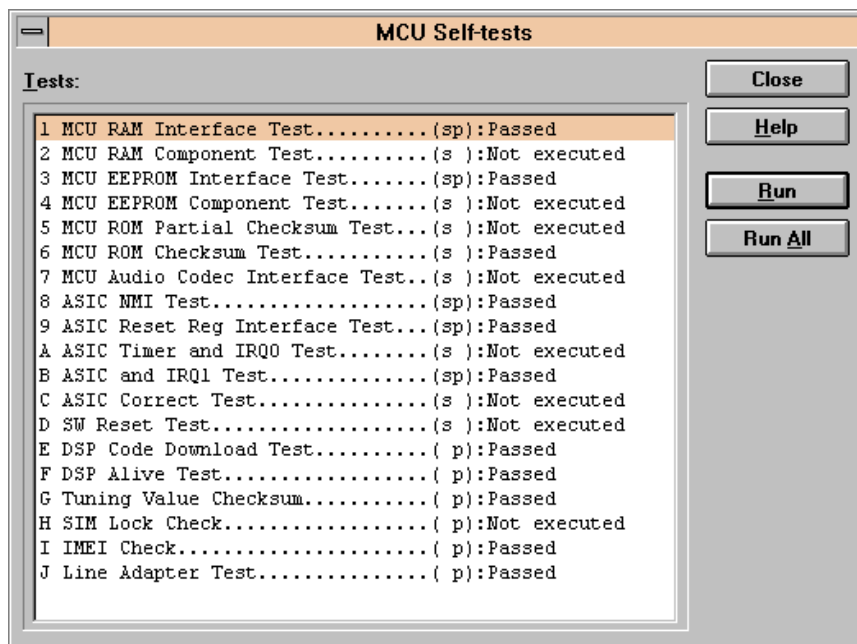 MCU Self-tests
Tests:
1 MCU RAM Interface Test..........(sp):Passed
2 MCU RAM Component Test..........(s ):Not executed
3 MCU EEPROM Interface Test.......(sp):Passed
4 MCU EEPROM Component Test.......(s ):Not executed
5 MCU ROM Partial Checksum Test...(s ):Not executed
6 MCU ROM Checksum Test...........(s ):Passed
7 MCU Audio Codec Interface Test..(s ):Not executed
8 ASIC NMI Test...................(sp):Passed
9 ASIC Reset Reg Interface Test...(sp):Passed
A ASIC Timer and IRQ0 Test........(s ):Not executed
B ASIC and IRQ1 Test..............(sp):Passed
C ASIC Correct Test...............(s ):Not executed
D SW Reset Test...................(s ):Not executed
E DSP Code Download Test..........( p):Passed
F DSP Alive Test..................( p):Passed
G Tuning Value Checksum...........( p):Passed
H SIM Lock Check..................( p):Not executed
I IMEI Check......................( p):Passed
J Line Adapter Test...............( p):Passed
Close
Help
Run
Run All